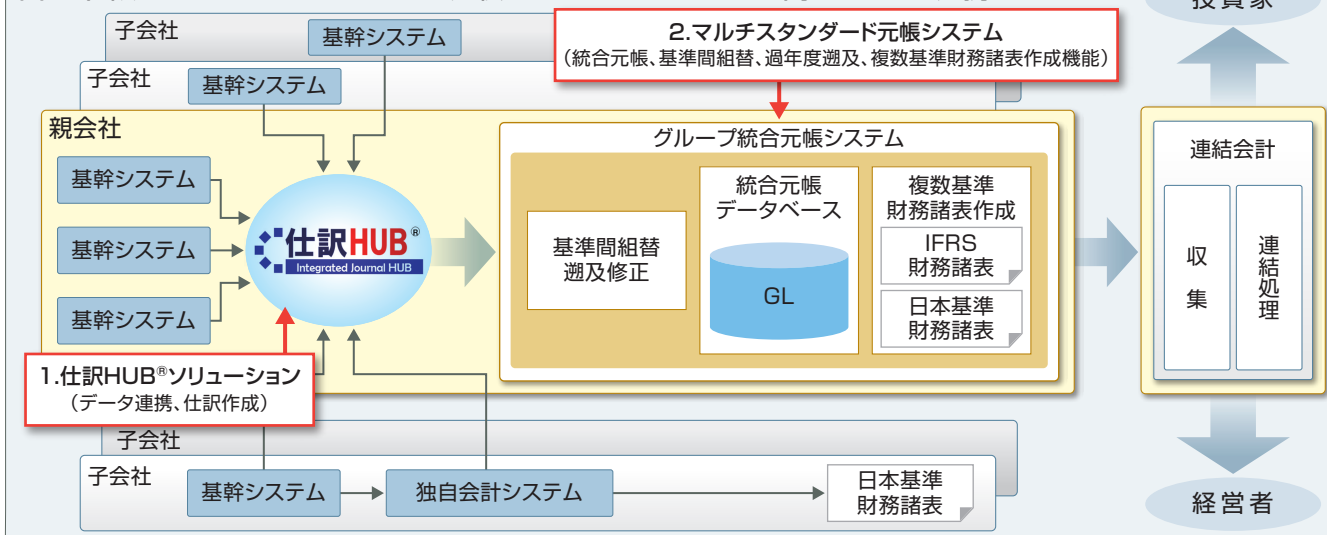 投資家
子会社
基幹システム
2.マルチスタンダード元帳システム
(統合元帳、基準間組替、過年度遡及、複数基準財務諸表作成機能)
子会社
基幹システム
親会社
基幹システム
基幹システム
基幹システム
仕訳HUB®
Integrated Journal HUB
グループ統合元帳システム
基準間組替
遡及修正
統合元帳
データベース
GL
複数基準
財務諸表作成
IFRS
財務諸表
日本基準
財務諸表
連結会計
収集
連結処理
1.仕訳HUB®ソリューション
(データ連携、仕訳作成)
子会社
子会社
基幹システム
独自会計システム
日本基準
財務諸表
経営者